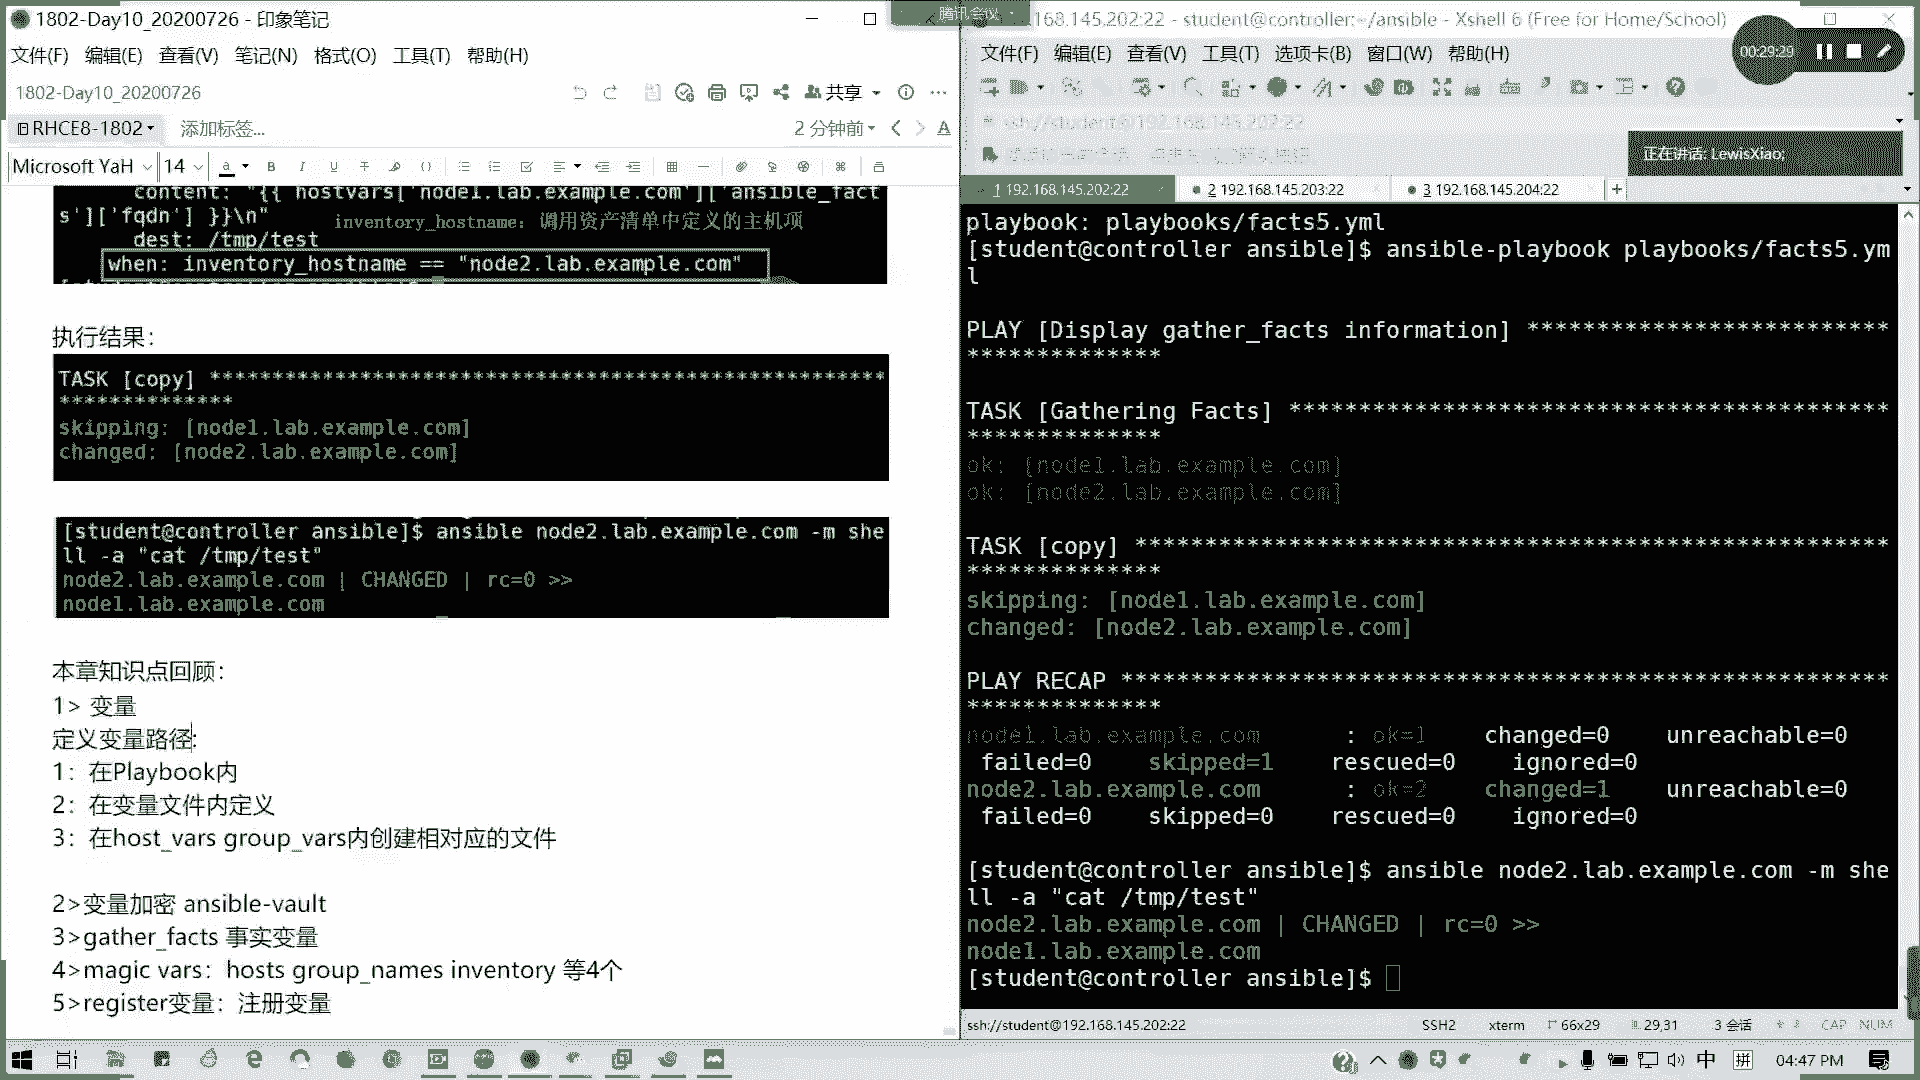 1802-Day10_20200726 - 印象笔记
文件(F) 编辑(E) 查看(V) 笔记(N) 格式(O) 工具(T) 帮助(H)
1802-Day10_20200726
共享
RHCE8-1802
添加标签...
2 分钟前
Microsoft YaH 14
content: "{{ hostvars['node1.lab.example.com']['ansible_fact
s']['fqdn'] }}\n"
inventory_hostname：调用资产清单中定义的主机项
dest: /tmp/test
when: inventory_hostname == "node2.lab.example.com"
执行结果：
TASK [copy] *******************************************************
**************
skipping: [node1.lab.example.com]
changed: [node2.lab.example.com]
[student@controller ansible]$ ansible node2.lab.example.com -m she
ll -a "cat /tmp/test"
node2.lab.example.com | CHANGED | rc=0 >>
node1.lab.example.com
本章知识点回顾：
1> 变量
定义变量路径:
1：在Playbook内
2：在变量文件内定义
3：在host_vars group_vars内创建相对应的文件
2>变量加密 ansible-vault
3>gather_facts 事实变量
4>magic vars：hosts group_names inventory 等4个
5>register变量：注册变量
腾讯会议
168.145.202:22 - student@controller:~/ansible - Xshell 6 (Free for Home/School)
文件(F) 编辑(E) 查看(V) 工具(T) 选项卡(B) 窗口(W) 帮助(H)
00:29:29
ssh://student@192.168.145.202:22
正在讲话: LewisXiao;
1 192.168.145.202:22
2 192.168.145.203:22
3 192.168.145.204:22
playbook: playbooks/facts5.yml
[student@controller ansible]$ ansible-playbook playbooks/facts5.ym
l
PLAY [Display gather_facts information] ***************************
**************
TASK [Gathering Facts] ********************************************
**************
ok: [node1.lab.example.com]
ok: [node2.lab.example.com]
TASK [copy] *******************************************************
**************
skipping: [node1.lab.example.com]
changed: [node2.lab.example.com]
PLAY RECAP ********************************************************
**************
node1.lab.example.com : ok=1 changed=0 unreachable=0
failed=0 skipped=1 rescued=0 ignored=0
node2.lab.example.com : ok=2 changed=1 unreachable=0
failed=0 skipped=0 rescued=0 ignored=0
[student@controller ansible]$ ansible node2.lab.example.com -m she
ll -a "cat /tmp/test"
node2.lab.example.com | CHANGED | rc=0 >>
node1.lab.example.com
[student@controller ansible]$
ssh://student@192.168.145.202:22 SSH2 xterm 66x29 29,31 3 会话 CAP NUM
中 拼 04:47 PM